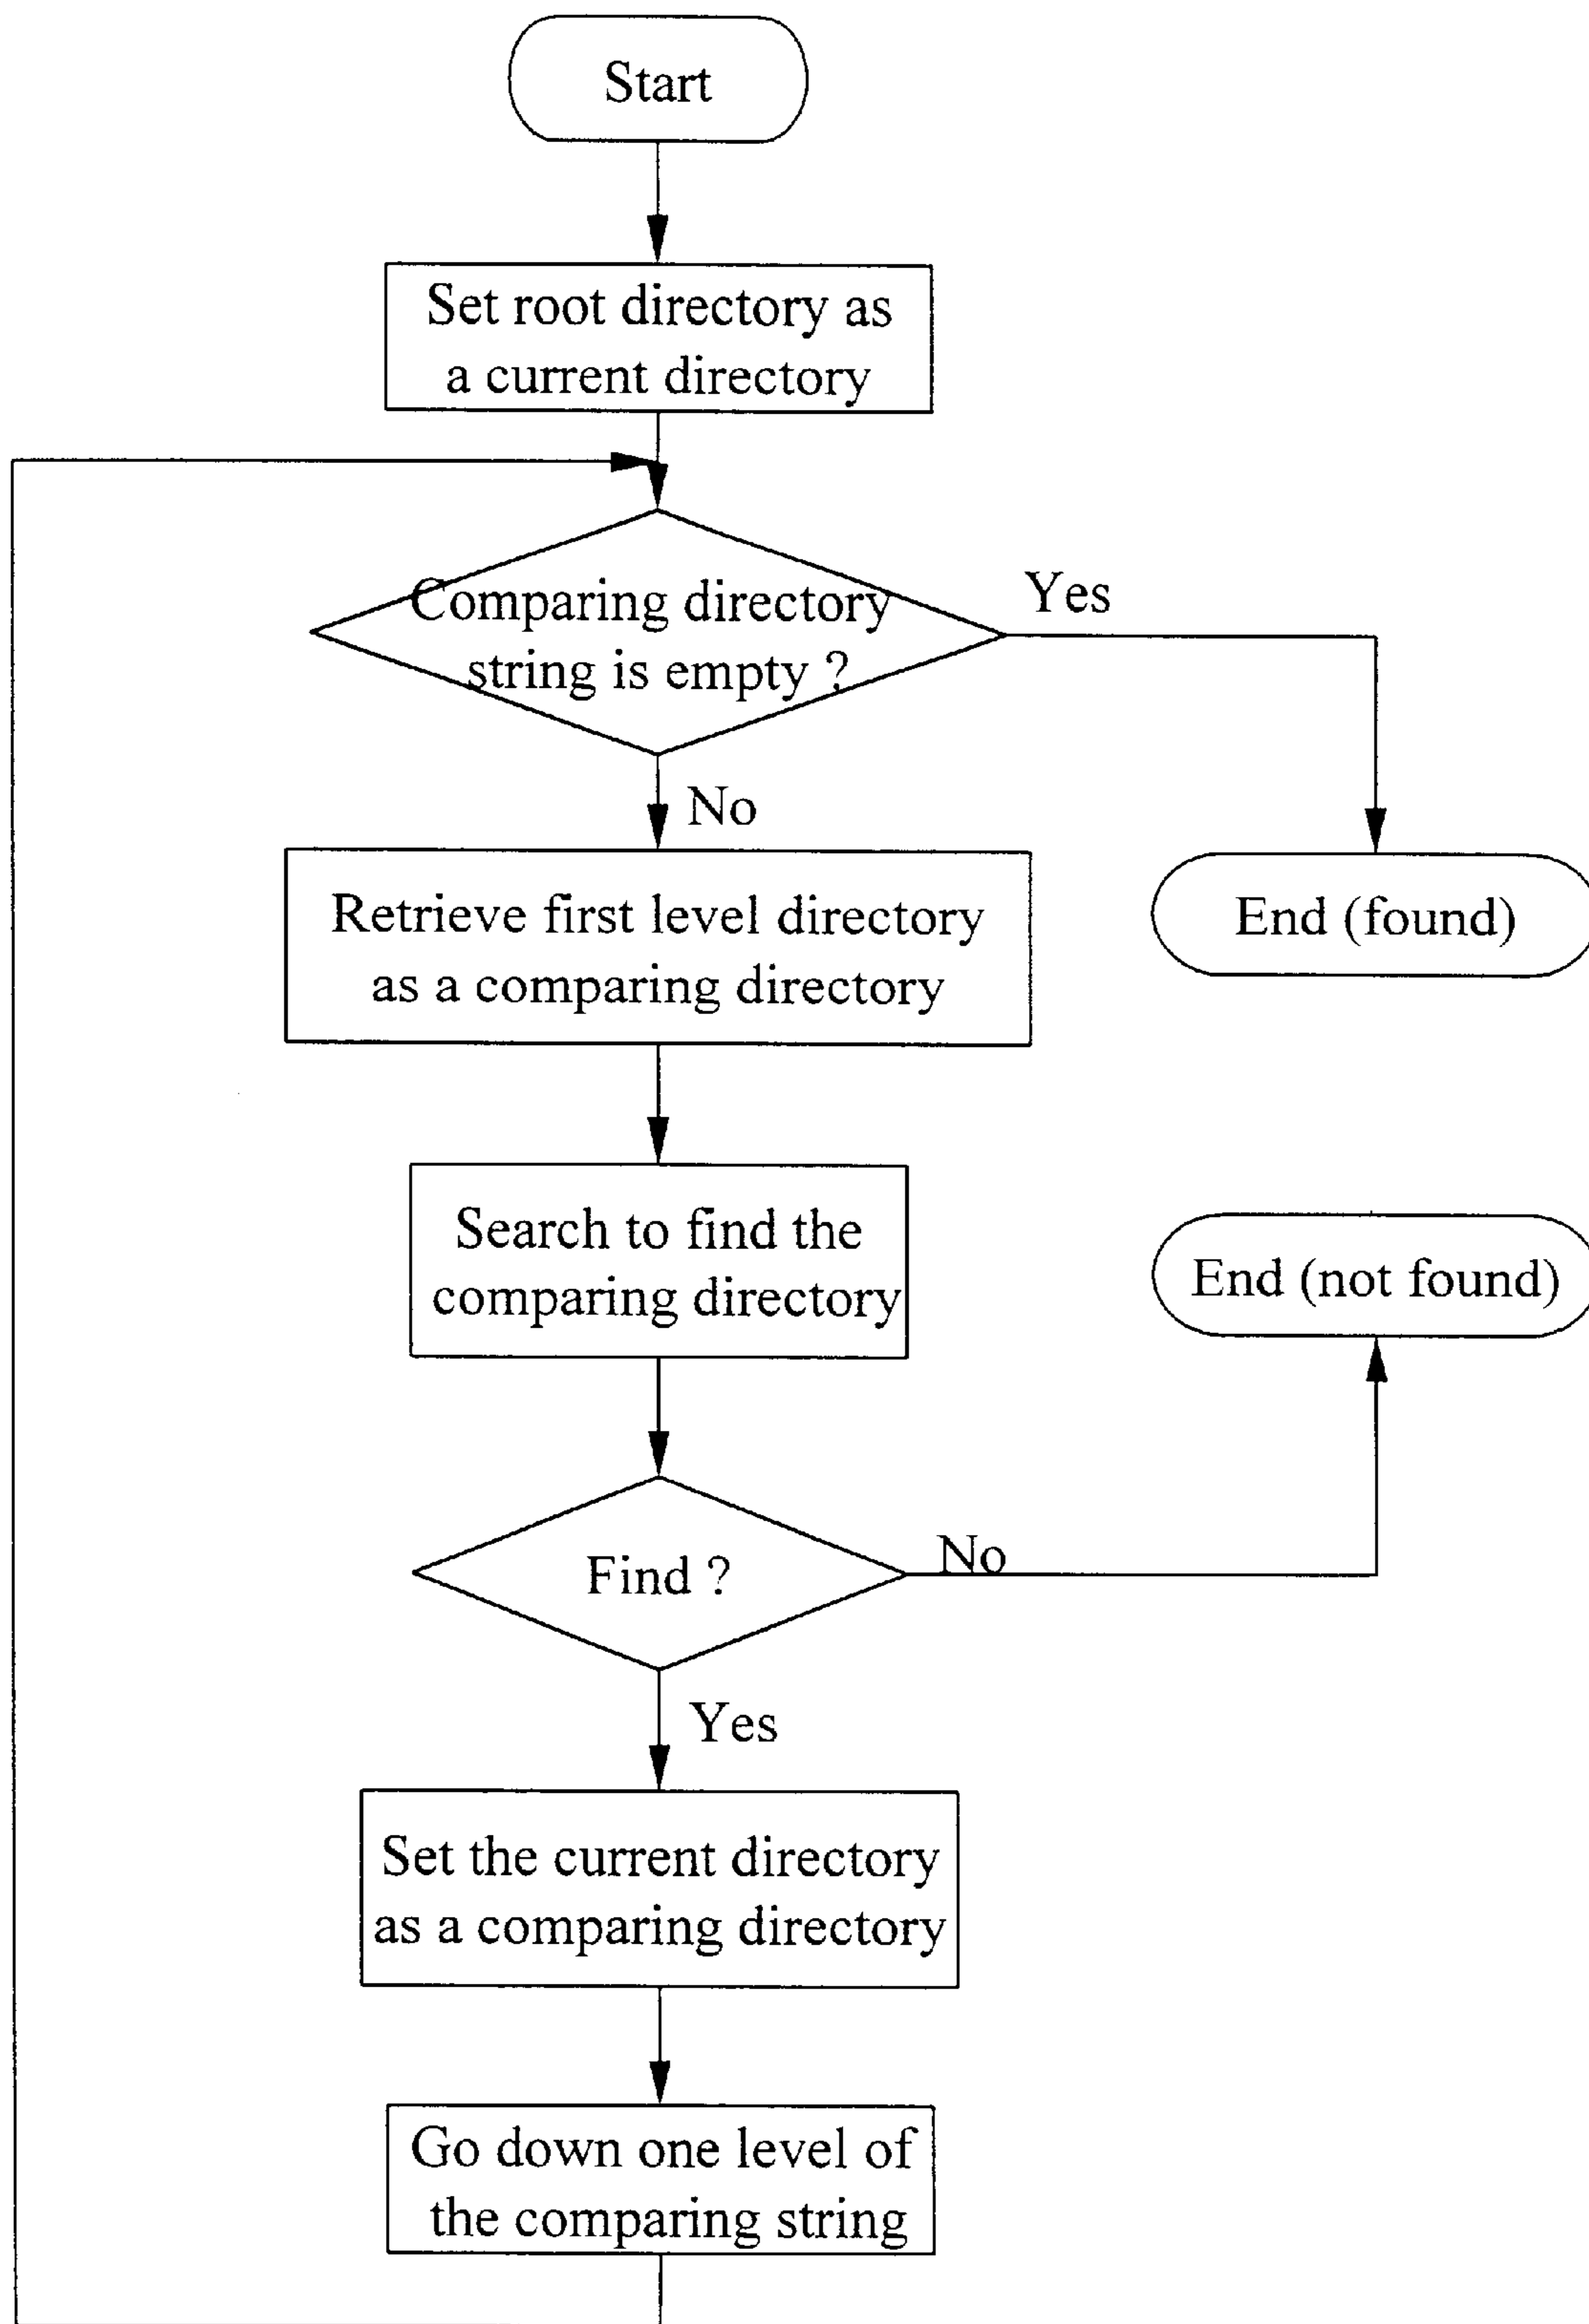 Start
Set root directory as
a current directory
Comparing directory
string is empty ?
Yes
No
Retrieve first level directory
as a comparing directory
End (found)
Search to find the
comparing directory
End (not found)
Find ?
No
Yes
Set the current directory
as a comparing directory
Go down one level of
the comparing string